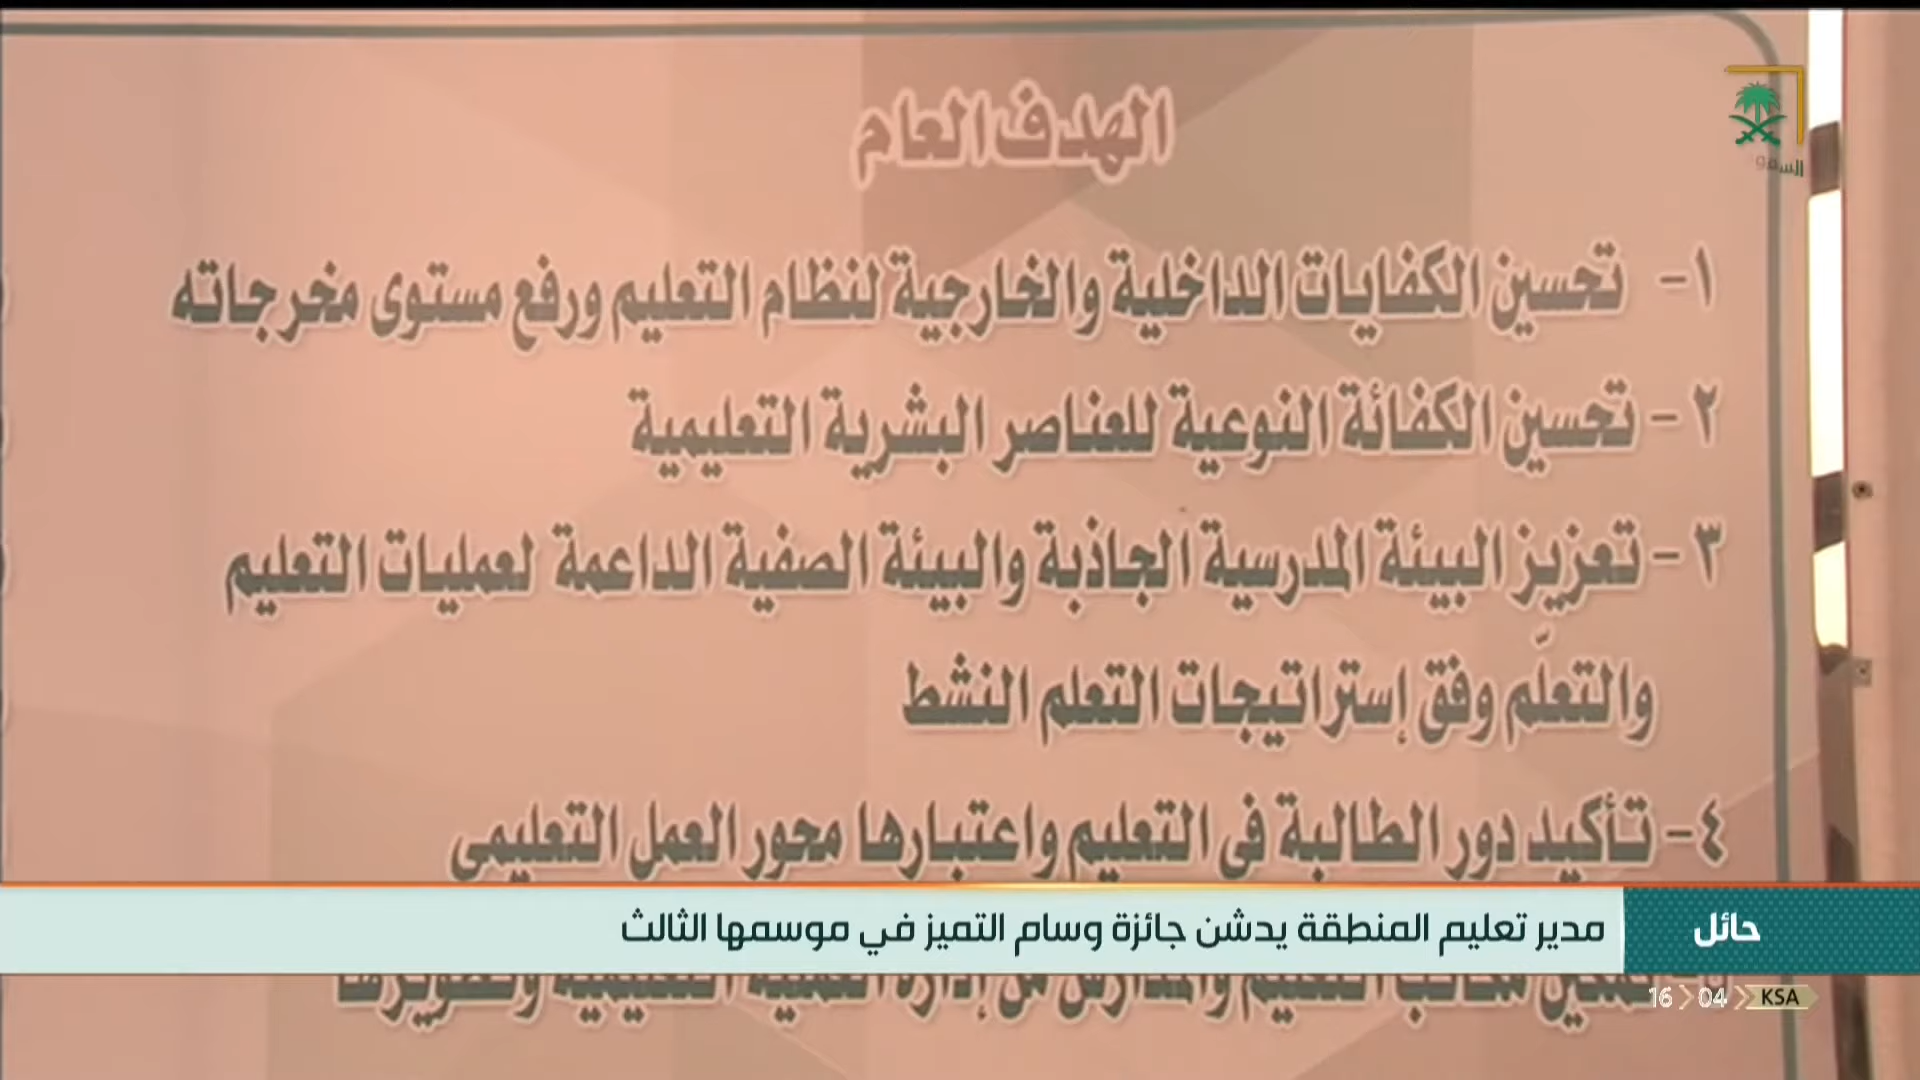 الهدف العام
١- تحسين الكفايات الداخلية والخارجية لنظام التعليم ورفع مستوى مخرجاته
٢- تحسين الكفائة النوعية للعناصر البشرية التعليمية
٣- تعزيز البيئة المدرسية الجاذبة والبيئة الصفية الداعمة لعمليات التعليم
والتعلّم وفق إستراتيجات التعلم النشط
٤- تأكيد دور الطالبة في التعليم واعتبارها محور العمل التعليمي
حائل
مدير تعليم المنطقة يدشن جائزة وسام التميز في موسمها الثالث
16 04 KSA